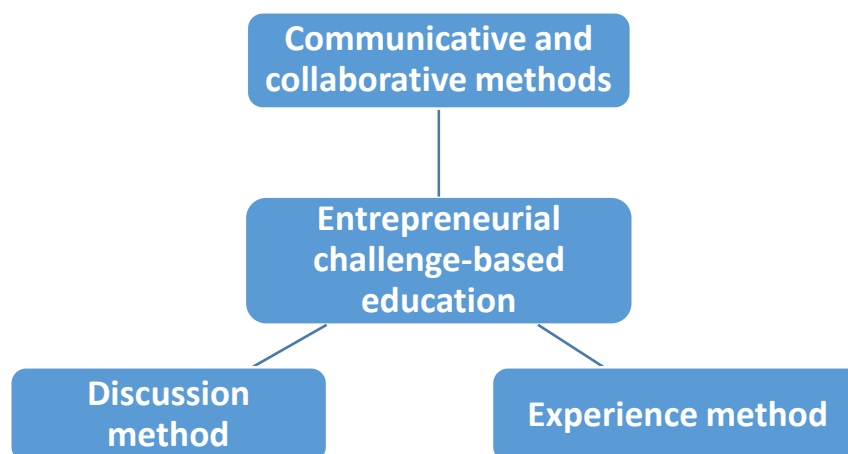 Communicative and
collaborative methods
Entrepreneurial
challenge-based
education
Discussion
method
Experience method